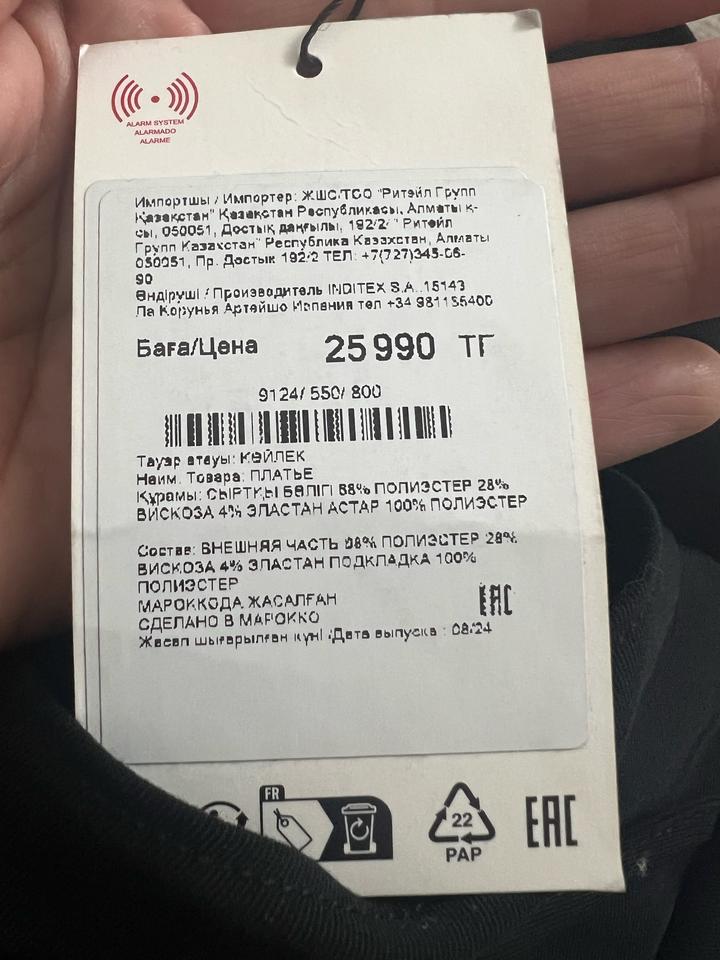 ALARM SYSTEM
ALARMADO
ALARME
Импортшы / Импортер: ЖШС/ТОО "Ритэйл Групп
Қазақстан" Қазақстан Республикасы, Алматы қ-
сы, 050051, Достық даңғылы, 192/2/ " Ритэйл
Групп Казахстан" Республика Казахстан, Алматы
050051, Пр. Достык 192/2 ТЕЛ: +7(727)345-06-
90
Өндіруші / Производитель INDITEX S.A. 15143
Ла Корунья Артейшо Испания тел +34 981185400
Баға/Цена 25 990 ТГ
9124/ 550/ 800
Тауар атауы: КӨЙЛЕК
Наим. Товара: ПЛАТЬЕ
Құрамы: СЫРТҚЫ БӨЛІГІ 68% ПОЛИЭСТЕР 28%
ВИСКОЗА 4% ЭЛАСТАН АСТАР 100% ПОЛИЭСТЕР
Состав: ВНЕШНЯЯ ЧАСТЬ 68% ПОЛИЭСТЕР 28%
ВИСКОЗА 4% ЭЛАСТАН ПОДКЛАДКА 100%
ПОЛИЭСТЕР
МАРОККОДА ЖАСАЛҒАН
СДЕЛАНО В МАРОККО
EAC
Жасап шығарылған күні /Дата выпуска : 08/24
FR
22
PAP
EAC